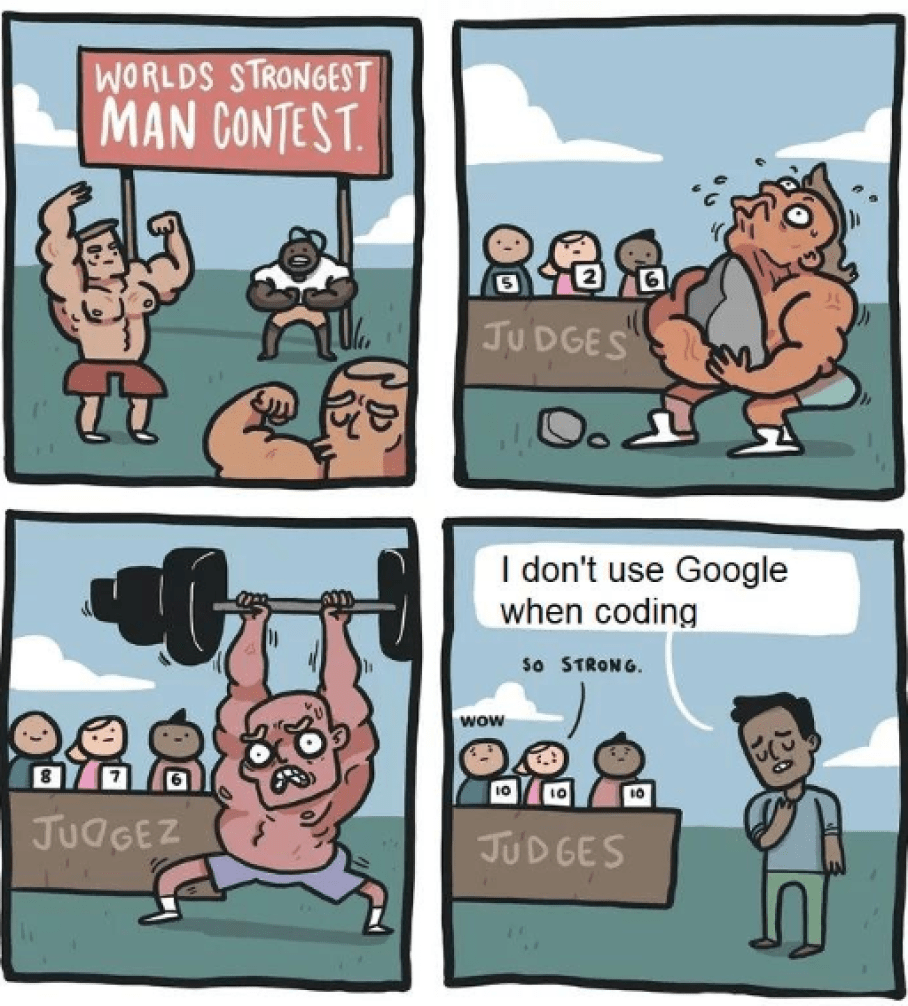 WORLDS STRONGEST
MAN CONTEST.
5
2
6
JUDGES
8
7
6
JUDGEZ
I don't use Google
when coding
SO STRONG.
WOW
10
10
10
JUDGES